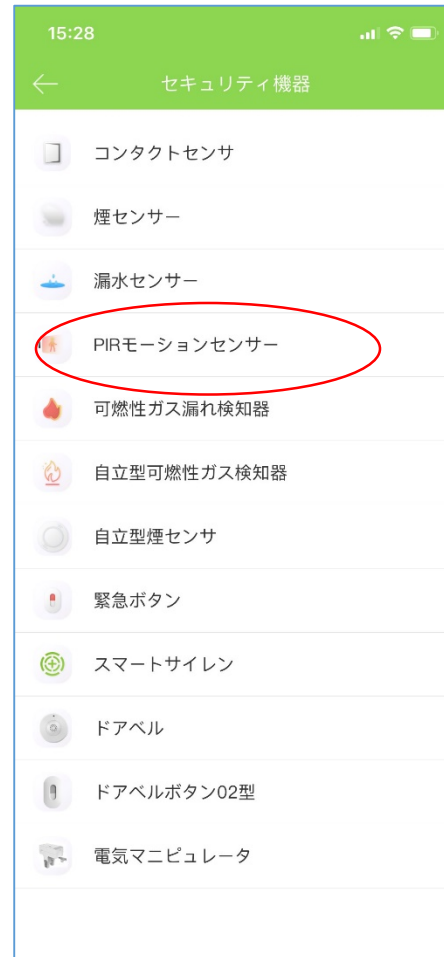 15:28
セキュリティ機器
コンタクトセンサ
煙センサー
漏水センサー
PIRモーションセンサー
可燃性ガス漏れ検知器
自立型可燃性ガス検知器
自立型煙センサ
緊急ボタン
スマートサイレン
ドアベル
ドアベルボタン02型
電気マニピュレータ